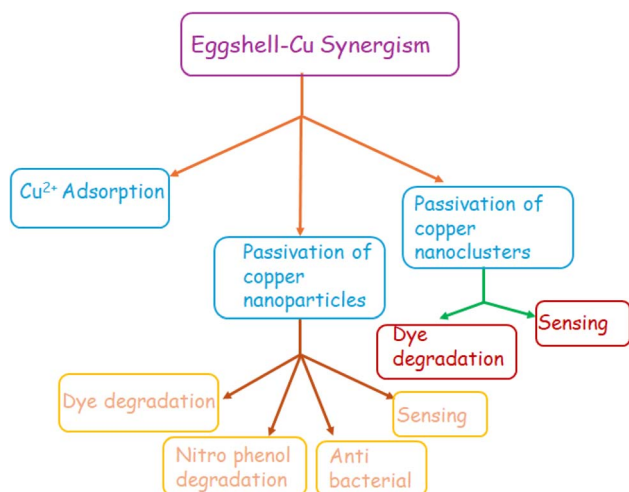 Eggshell-Cu Synergism
Cu²⁺ Adsorption
Passivation of
copper
nanoclusters
Passivation of
copper
nanoparticles
Dye
degradation
Sensing
Dye degradation
Sensing
Nitro phenol
degradation
Anti
bacterial